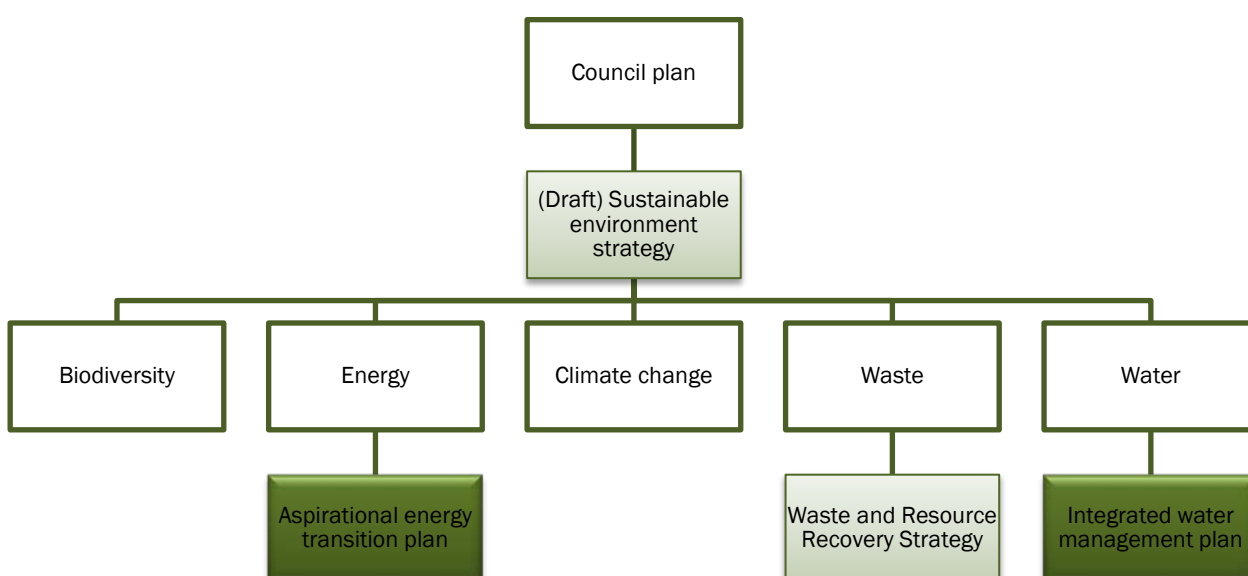 Council plan
(Draft) Sustainable
environment
strategy
Biodiversity
Energy
Climate change
Waste
Water
Aspirational energy
transition plan
Waste and Resource
Recovery Strategy
Integrated water
management plan